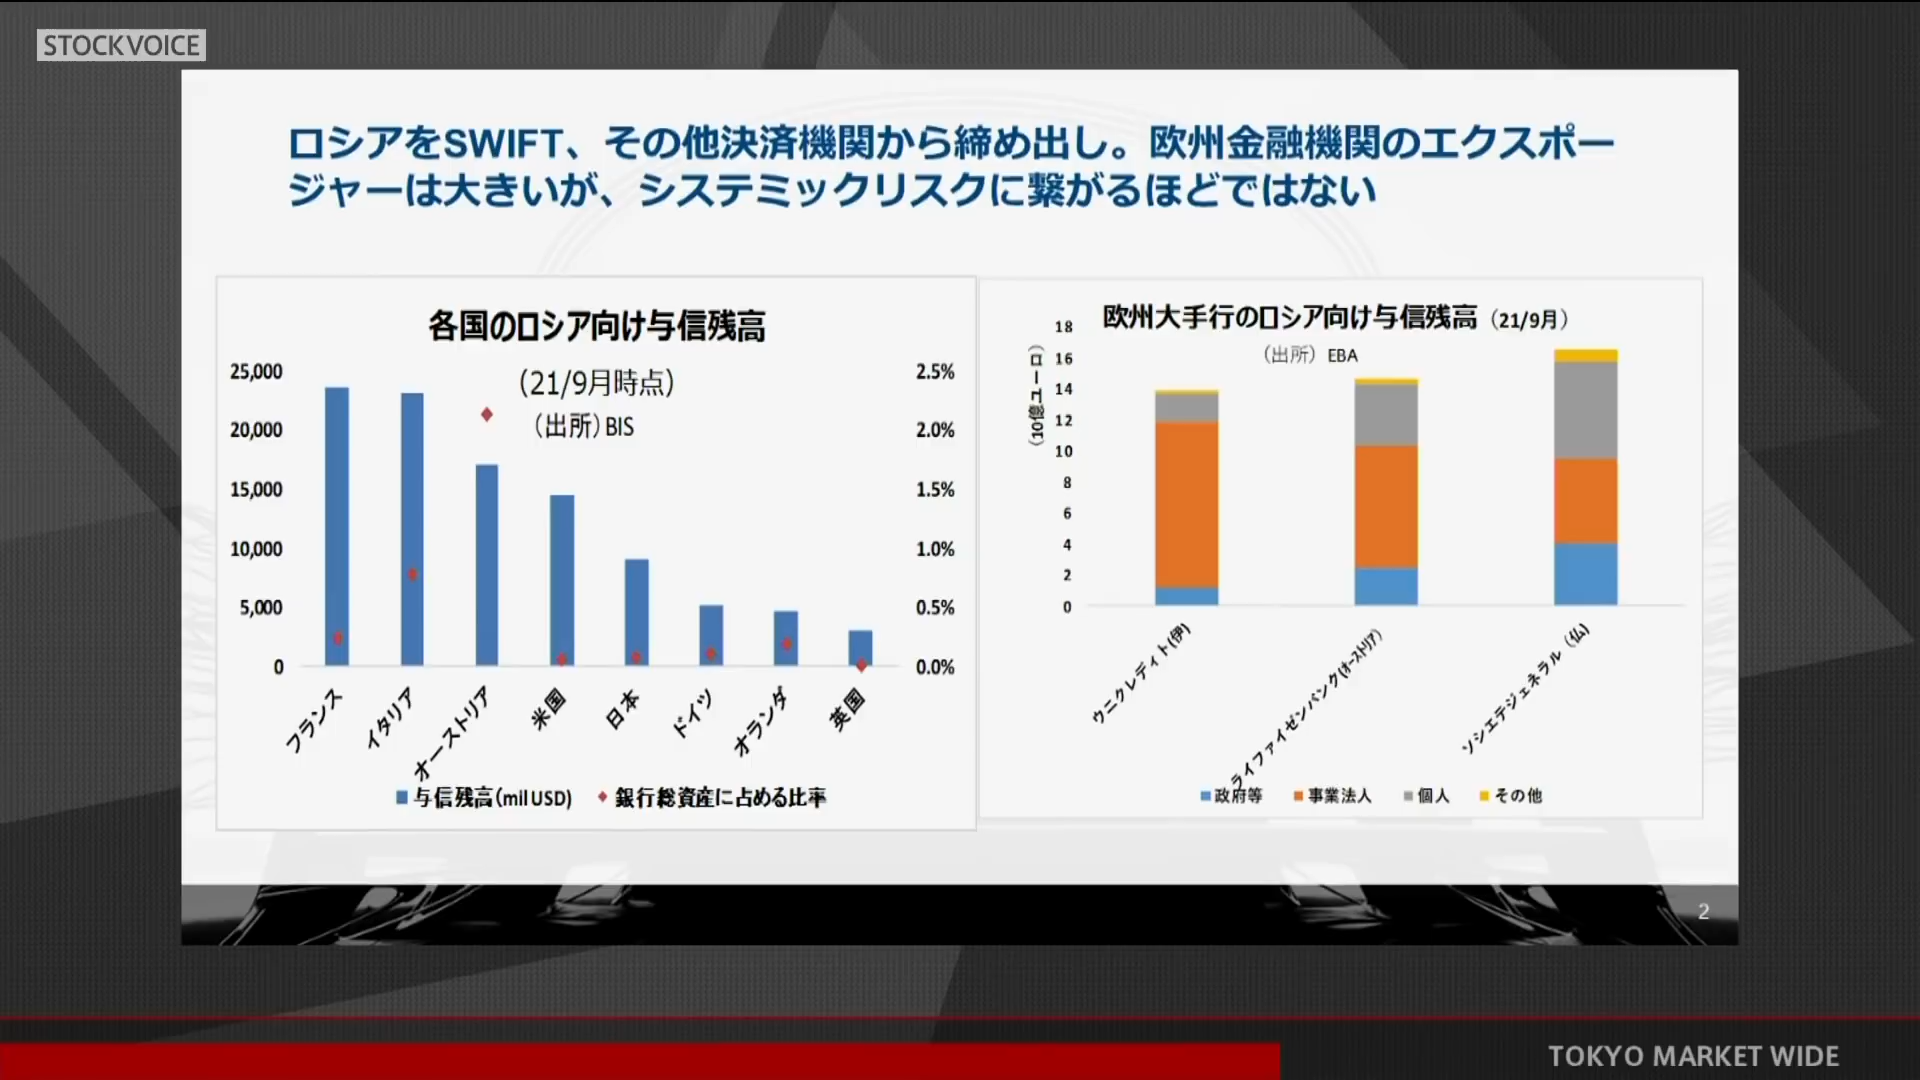 STOCKVOICE
ロシアをSWIFT、その他決済機関から締め出し。欧州金融機関のエクスポー
ジャーは大きいが、システミックリスクに繋がるほどではない
各国のロシア向け与信残高
(21/9月時点)
（出所）BIS
25,000
20,000
15,000
10,000
5,000
0
2.5%
2.0%
1.5%
1.0%
0.5%
0.0%
フランス
イタリア
オーストリア
米国
日本
ドイツ
オランダ
英国
与信残高(mil USD)
銀行総資産に占める比率
欧州大手行のロシア向け与信残高（21/9月）
（出所）EBA
（10億ユーロ）
18
16
14
12
10
8
6
4
2
0
ウニクレディト(伊)
ライファイゼンバンク(ｵｰｽﾄﾘｱ)
ソシエテジェネラル（仏）
政府等
事業法人
個人
その他
2
TOKYO MARKET WIDE